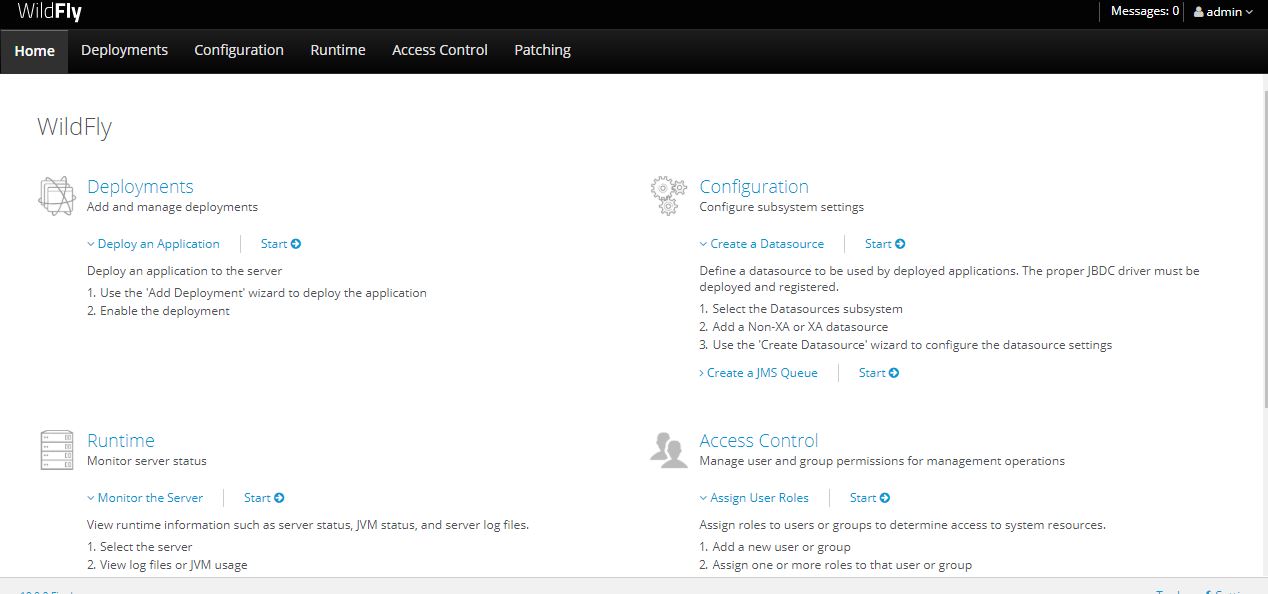 WildFly
Messages: 0 admin
Home Deployments Configuration Runtime Access Control Patching
WildFly
Deployments
Add and manage deployments
Deploy an Application Start
Deploy an application to the server
1. Use the 'Add Deployment' wizard to deploy the application
2. Enable the deployment
Configuration
Configure subsystem settings
Create a Datasource Start
Define a datasource to be used by deployed applications. The proper JBDC driver must be
deployed and registered.
1. Select the Datasources subsystem
2. Add a Non-XA or XA datasource
3. Use the 'Create Datasource' wizard to configure the datasource settings
Create a JMS Queue Start
Runtime
Monitor server status
Monitor the Server Start
View runtime information such as server status, JVM status, and server log files.
1. Select the server
2. View log files or JVM usage
Access Control
Manage user and group permissions for management operations
Assign User Roles Start
Assign roles to users or groups to determine access to system resources.
1. Add a new user or group
2. Assign one or more roles to that user or group